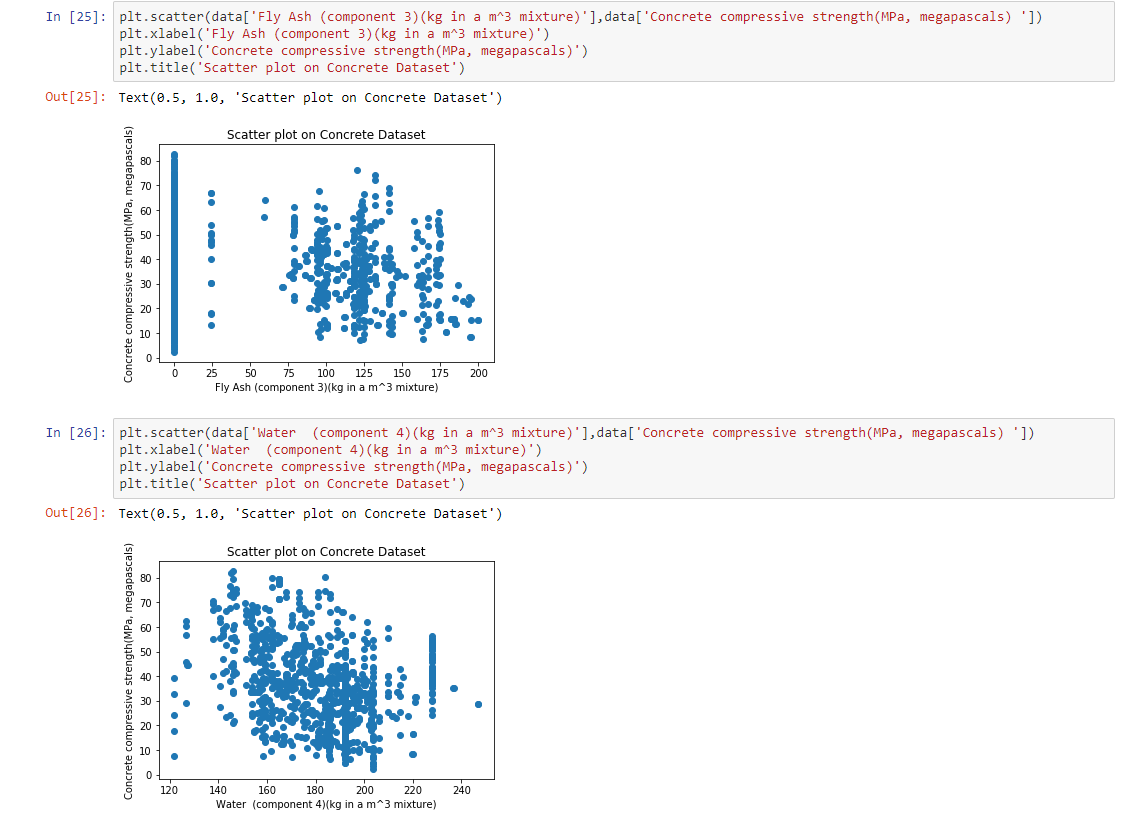 In [25]: plt.scatter(data['Fly Ash (component 3)(kg in a m^3 mixture)'],data['Concrete compressive strength(MPa, megapascals) '])
plt.xlabel('Fly Ash (component 3)(kg in a m^3 mixture)')
plt.ylabel('Concrete compressive strength(MPa, megapascals)')
plt.title('Scatter plot on Concrete Dataset')
Out[25]: Text(0.5, 1.0, 'Scatter plot on Concrete Dataset')
Scatter plot on Concrete Dataset
Concrete compressive strength(MPa, megapascals)
80
70
60
50
40
30
20
10
0
0 25 50 75 100 125 150 175 200
Fly Ash (component 3)(kg in a m^3 mixture)
In [26]: plt.scatter(data['Water  (component 4)(kg in a m^3 mixture)'],data['Concrete compressive strength(MPa, megapascals) '])
plt.xlabel('Water  (component 4)(kg in a m^3 mixture)')
plt.ylabel('Concrete compressive strength(MPa, megapascals)')
plt.title('Scatter plot on Concrete Dataset')
Out[26]: Text(0.5, 1.0, 'Scatter plot on Concrete Dataset')
Scatter plot on Concrete Dataset
Concrete compressive strength(MPa, megapascals)
80
70
60
50
40
30
20
10
0
120 140 160 180 200 220 240
Water  (component 4)(kg in a m^3 mixture)